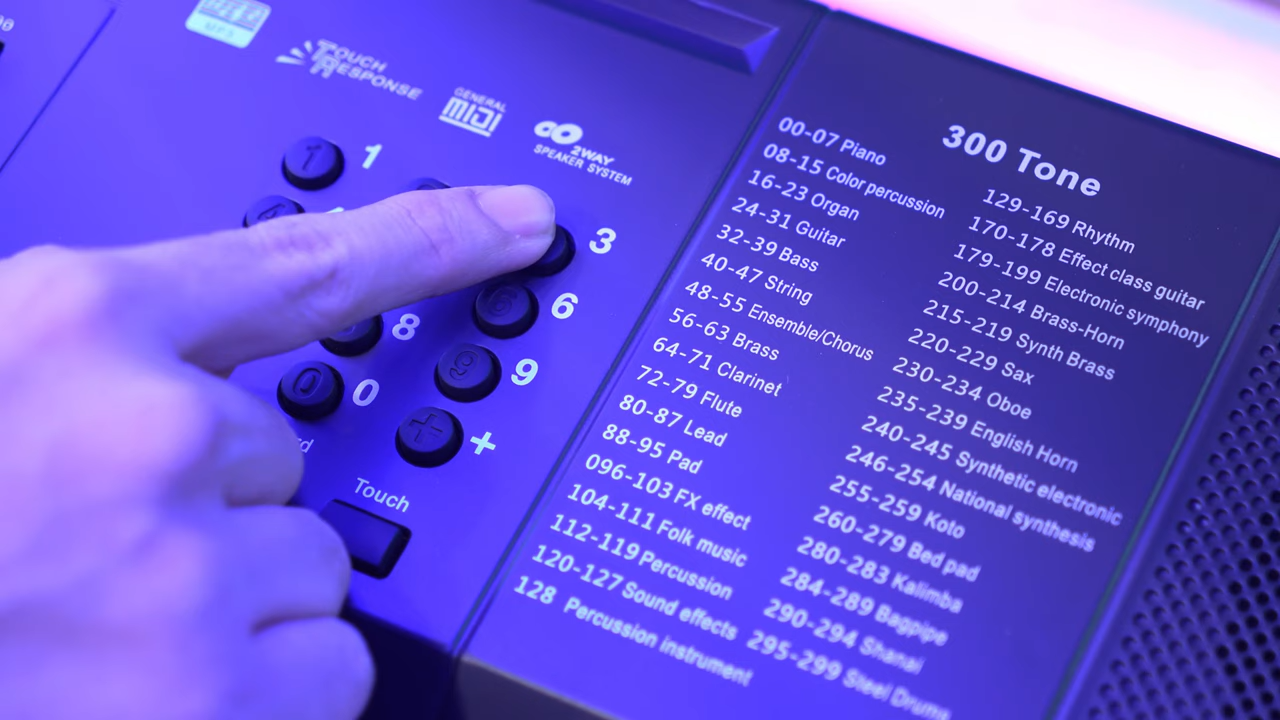 MP3
TOUCH
RESPONSE
GENERAL
MIDI
2WAY
SPEAKER SYSTEM
1
3
6
8
9
0
+
Touch
300 Tone
00-07 Piano
08-15 Color percussion
16-23 Organ
24-31 Guitar
32-39 Bass
40-47 String
48-55 Ensemble/Chorus
56-63 Brass
64-71 Clarinet
72-79 Flute
80-87 Lead
88-95 Pad
096-103 FX effect
104-111 Folk music
112-119 Percussion
120-127 Sound effects
128 Percussion instrument
129-169 Rhythm
170-178 Effect class guitar
179-199 Electronic symphony
200-214 Brass-Horn
215-219 Synth Brass
220-229 Sax
230-234 Oboe
235-239 English Horn
240-245 Synthetic electronic
246-254 National synthesis
255-259 Koto
260-279 Bed pad
280-283 Kalimba
284-289 Bagpipe
290-294 Shanai
295-299 Steel Drums